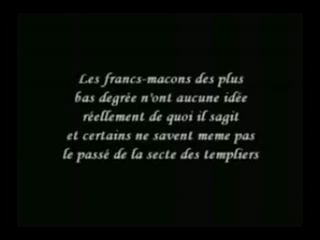 Les francs-macons des plus
bas degrée n'ont aucune idée
réellement de quoi il sagit
et certains ne savent meme pas
le passé de la secte des templiers